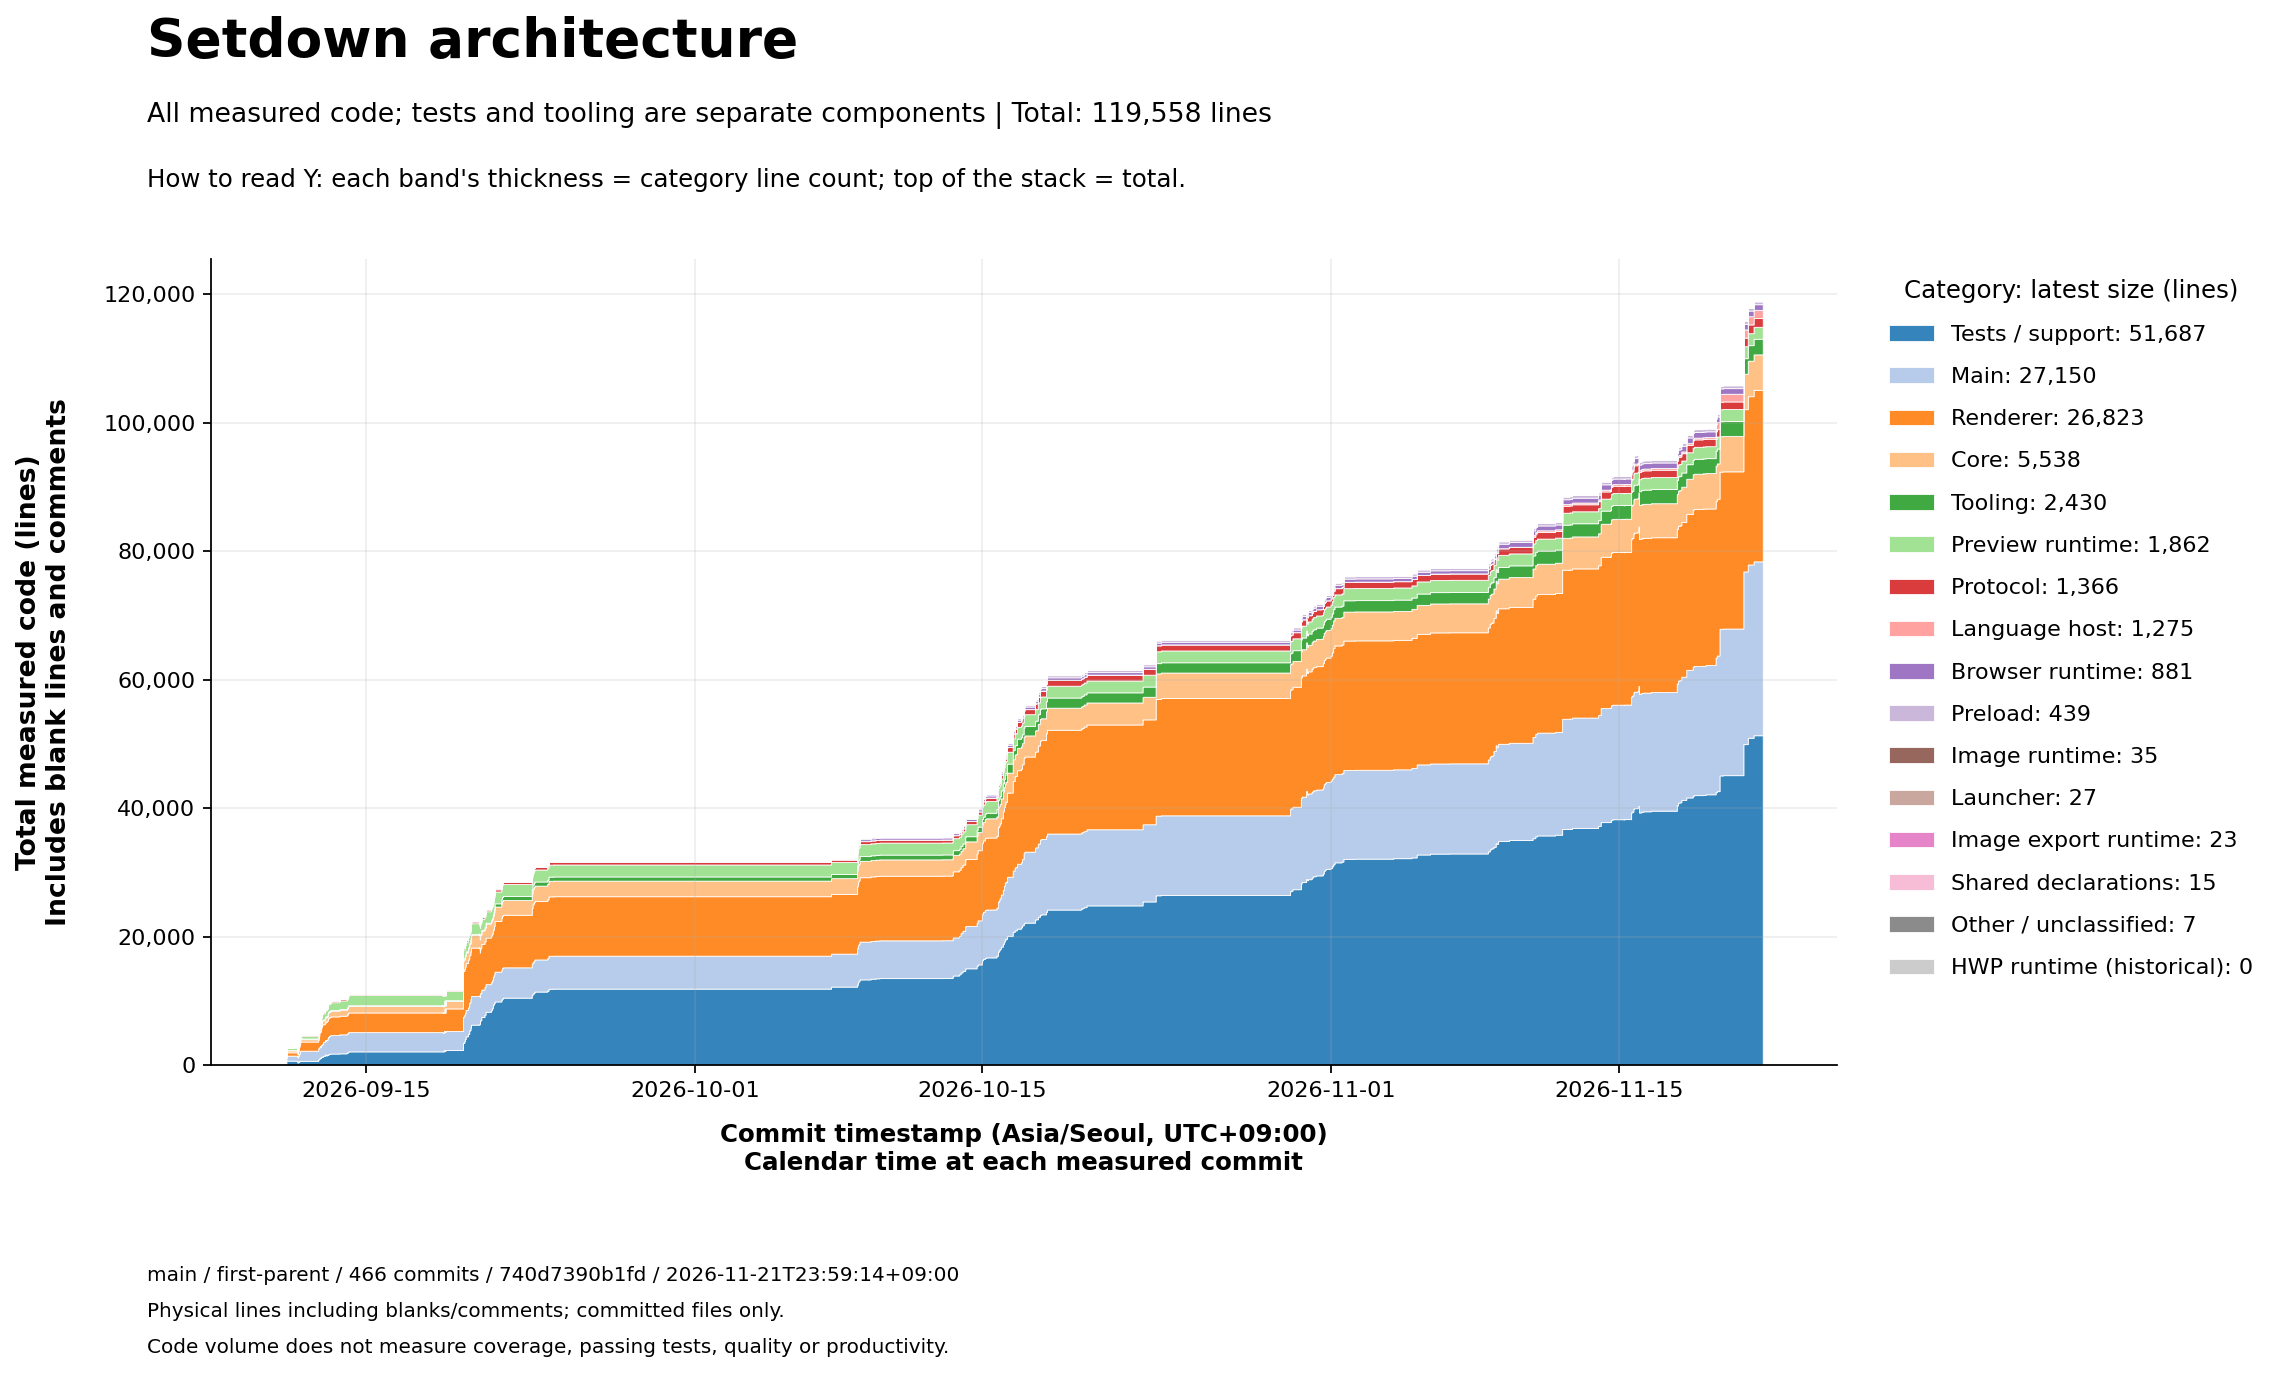 Setdown architecture
All measured code; tests and tooling are separate components | Total: 119,558 lines
How to read Y: each band's thickness = category line count; top of the stack = total.
Total measured code (lines)
Includes blank lines and comments
120,000
100,000
80,000
60,000
40,000
20,000
0
2026-09-15
2026-10-01
2026-10-15
2026-11-01
2026-11-15
Commit timestamp (Asia/Seoul, UTC+09:00)
Calendar time at each measured commit
Category: latest size (lines)
Tests / support: 51,687
Main: 27,150
Renderer: 26,823
Core: 5,538
Tooling: 2,430
Preview runtime: 1,862
Protocol: 1,366
Language host: 1,275
Browser runtime: 881
Preload: 439
Image runtime: 35
Launcher: 27
Image export runtime: 23
Shared declarations: 15
Other / unclassified: 7
HWP runtime (historical): 0
main / first-parent / 466 commits / 740d7390b1fd / 2026-11-21T23:59:14+09:00
Physical lines including blanks/comments; committed files only.
Code volume does not measure coverage, passing tests, quality or productivity.